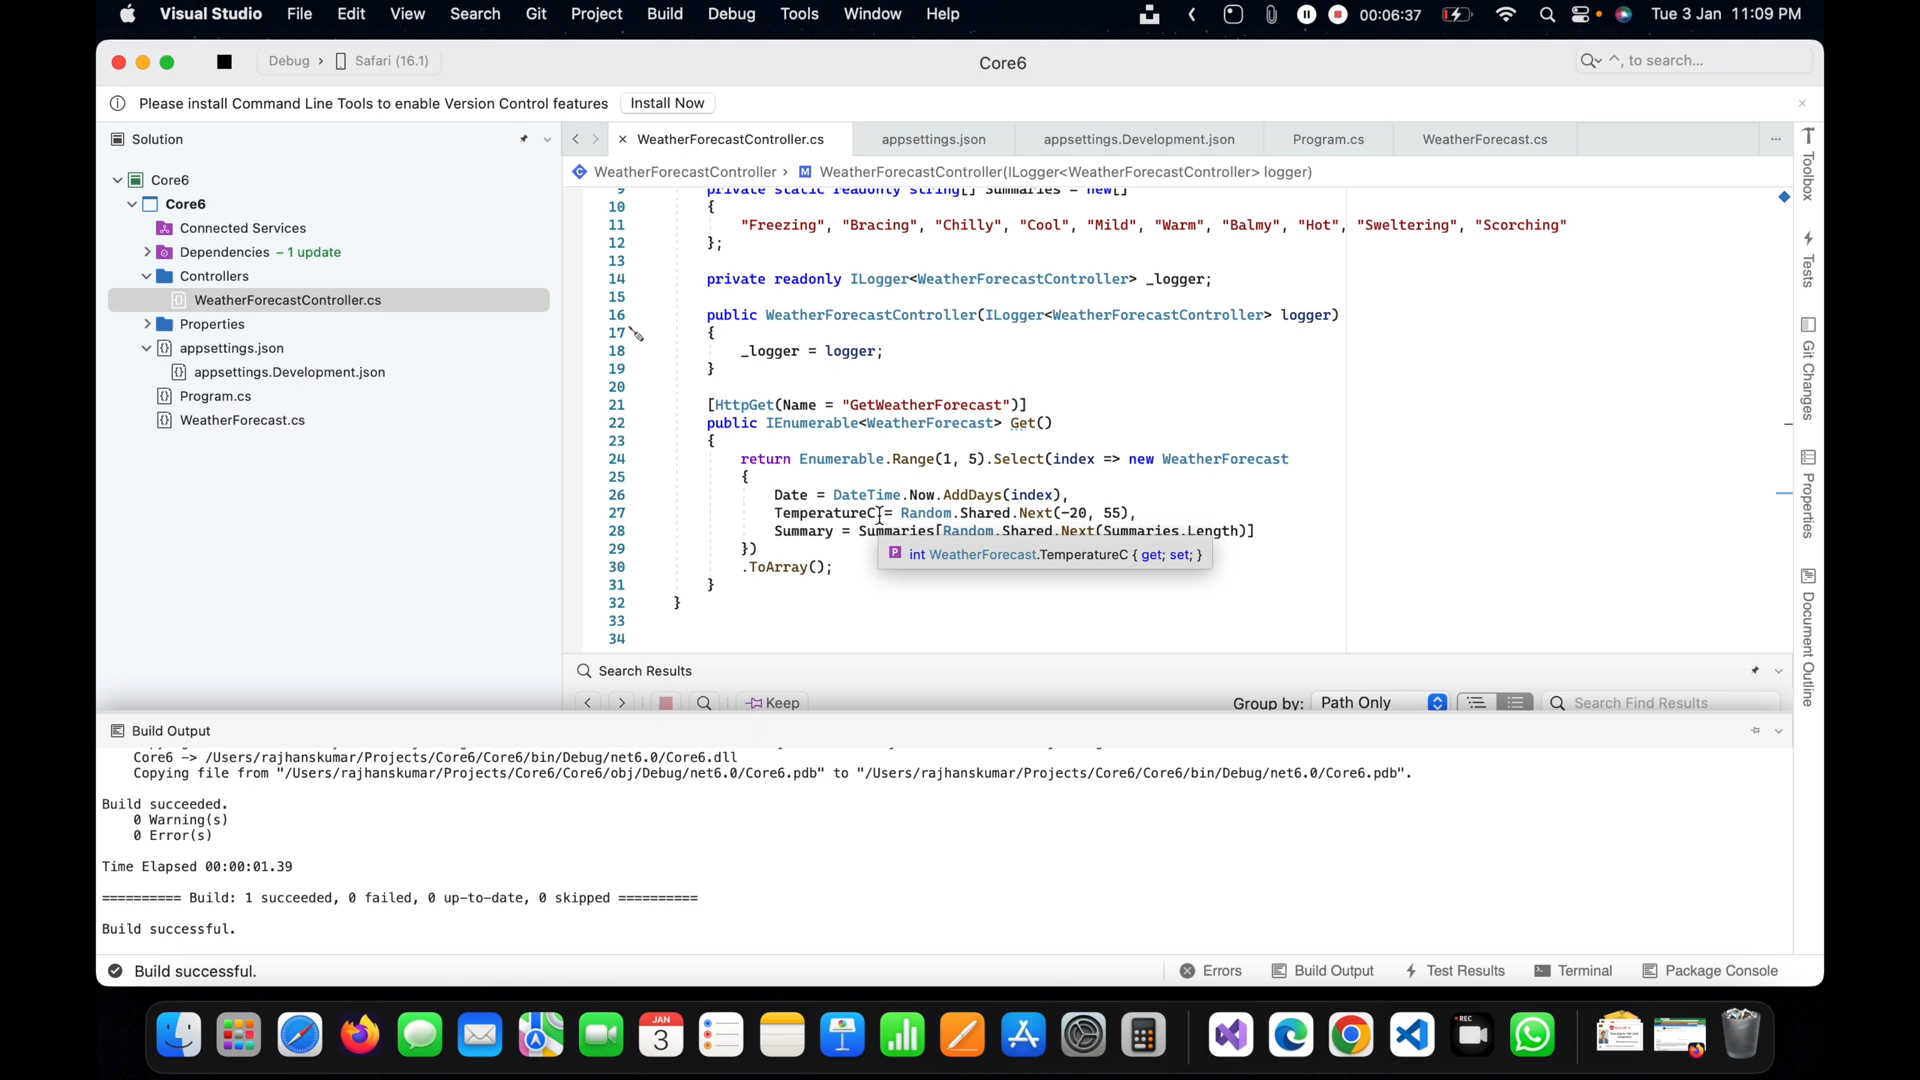 Visual Studio File Edit View Search Git Project Build Debug Tools Window Help 00:06:37 Tue 3 Jan 11:09 PM
Debug › Safari (16.1) Core6 ^, to search...
Please install Command Line Tools to enable Version Control features Install Now
Solution
Core6
Core6
Connected Services
Dependencies – 1 update
Controllers
WeatherForecastController.cs
Properties
appsettings.json
appsettings.Development.json
Program.cs
WeatherForecast.cs
WeatherForecastController.cs appsettings.json appsettings.Development.json Program.cs WeatherForecast.cs
WeatherForecastController › WeatherForecastController(ILogger<WeatherForecastController> logger)
9 private static readonly string[] Summaries = new[]
10 {
11 "Freezing", "Bracing", "Chilly", "Cool", "Mild", "Warm", "Balmy", "Hot", "Sweltering", "Scorching"
12 };
13
14 private readonly ILogger<WeatherForecastController> _logger;
15
16 public WeatherForecastController(ILogger<WeatherForecastController> logger)
17 {
18 _logger = logger;
19 }
20
21 [HttpGet(Name = "GetWeatherForecast")]
22 public IEnumerable<WeatherForecast> Get()
23 {
24 return Enumerable.Range(1, 5).Select(index => new WeatherForecast
25 {
26 Date = DateTime.Now.AddDays(index),
27 TemperatureC = Random.Shared.Next(-20, 55),
28 Summary = Summaries[Random.Shared.Next(Summaries.Length)]
29 })
int WeatherForecast.TemperatureC { get; set; }
30 .ToArray();
31 }
32 }
33
34
Toolbox
Tests
Git Changes
Properties
Document Outline
Search Results
Keep Group by: Path Only Search Find Results
Build Output
Core6 -> /Users/rajhanskumar/Projects/Core6/Core6/bin/Debug/net6.0/Core6.dll
Copying file from "/Users/rajhanskumar/Projects/Core6/Core6/obj/Debug/net6.0/Core6.pdb" to "/Users/rajhanskumar/Projects/Core6/Core6/bin/Debug/net6.0/Core6.pdb".
Build succeeded.
0 Warning(s)
0 Error(s)
Time Elapsed 00:00:01.39
========== Build: 1 succeeded, 0 failed, 0 up-to-date, 0 skipped ==========
Build successful.
Build successful. Errors Build Output Test Results Terminal Package Console
JAN
3
REC